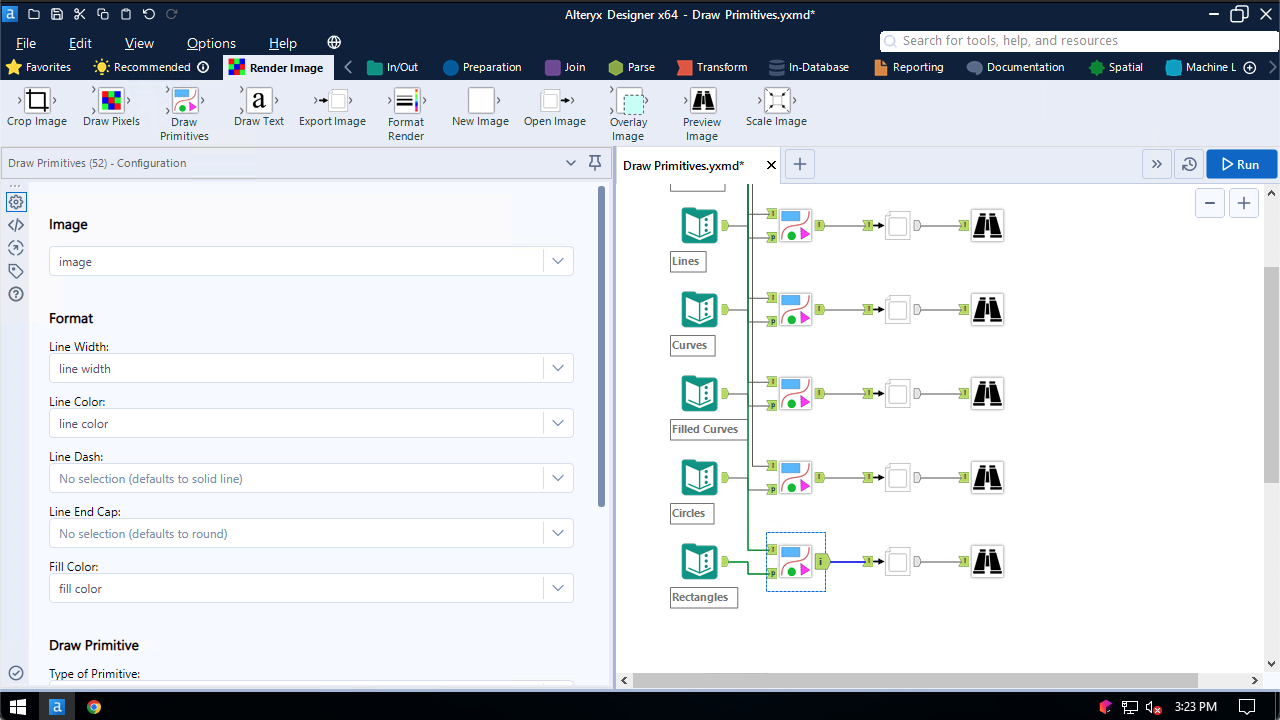 Alteryx Designer x64 - Draw Primitives.yxmd*
File Edit View Options Help
Search for tools, help, and resources
Favorites Recommended Render Image In/Out Preparation Join Parse Transform In-Database Reporting Documentation Spatial Machine L
Crop Image Draw Pixels Draw Primitives Draw Text Export Image Format Render New Image Open Image Overlay Image Preview Image Scale Image
Draw Primitives (52) - Configuration
Draw Primitives.yxmd*
Run
Image
image
Format
Line Width:
line width
Line Color:
line color
Line Dash:
No selection (defaults to solid line)
Line End Cap:
No selection (defaults to round)
Fill Color:
fill color
Draw Primitive
Type of Primitive:
Lines
Curves
Filled Curves
Circles
Rectangles
3:23 PM